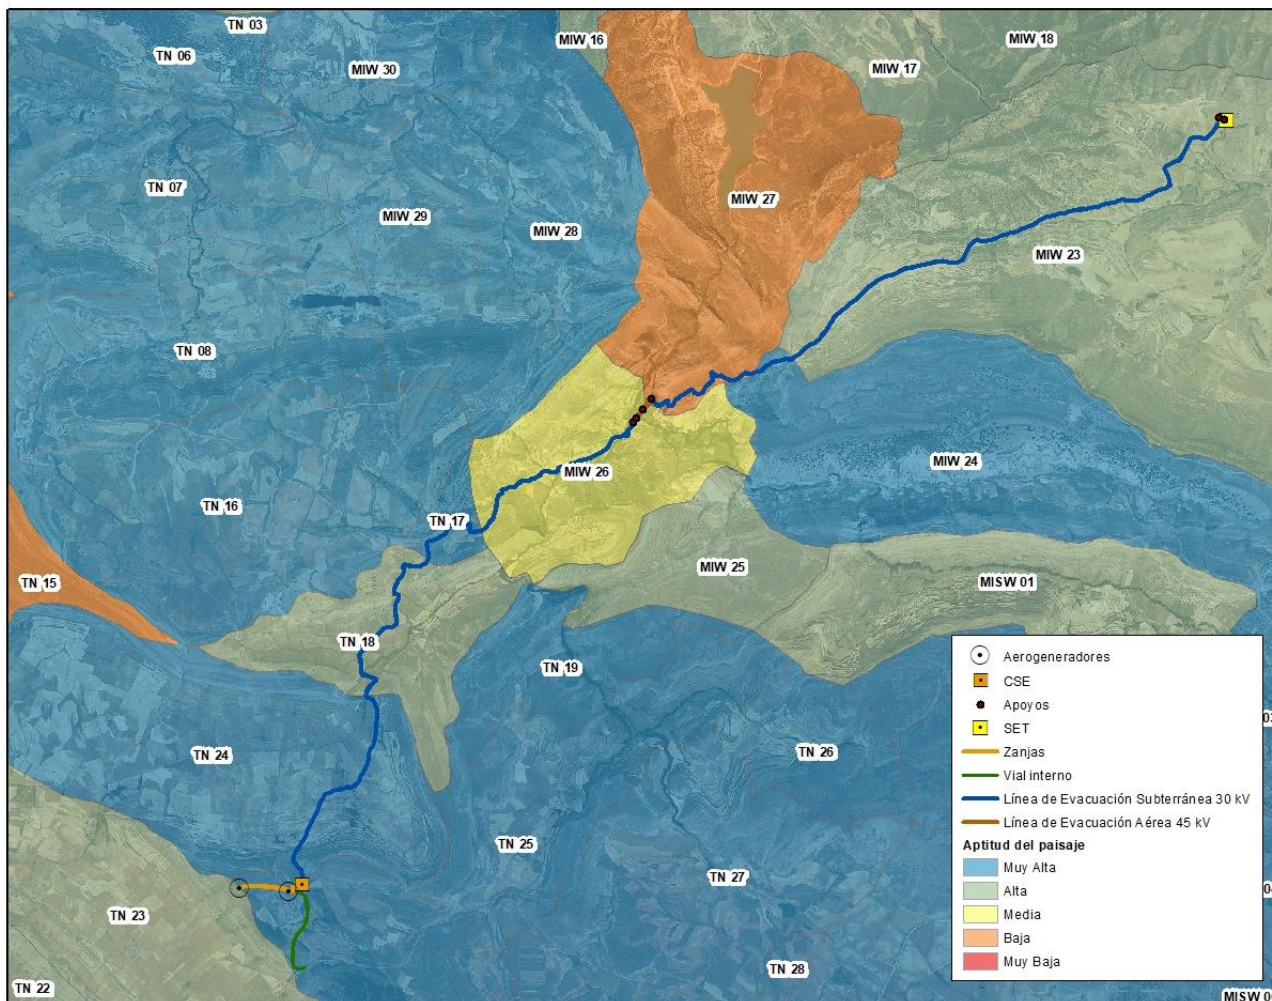 TN 03
MIW 16
MIW 18
TN 06
MIW 30
MIW 17
TN 07
MIW 29
MIW 28
MIW 27
MIW 23
TN 08
MIW 24
MIW 26
TN 16
TN 17
MIW 25
TN 15
MISW 01
TN 18
TN 19
TN 24
TN 26
TN 25
TN 27
TN 23
TN 28
TN 22
MISW 0
Aerogeneradores
CSE
Apoyos
SET
Zanjas
Vial interno
Línea de Evacuación Subterránea 30 kV
Línea de Evacuación Aérea 45 kV
Aptitud del paisaje
Muy Alta
Alta
Media
Baja
Muy Baja